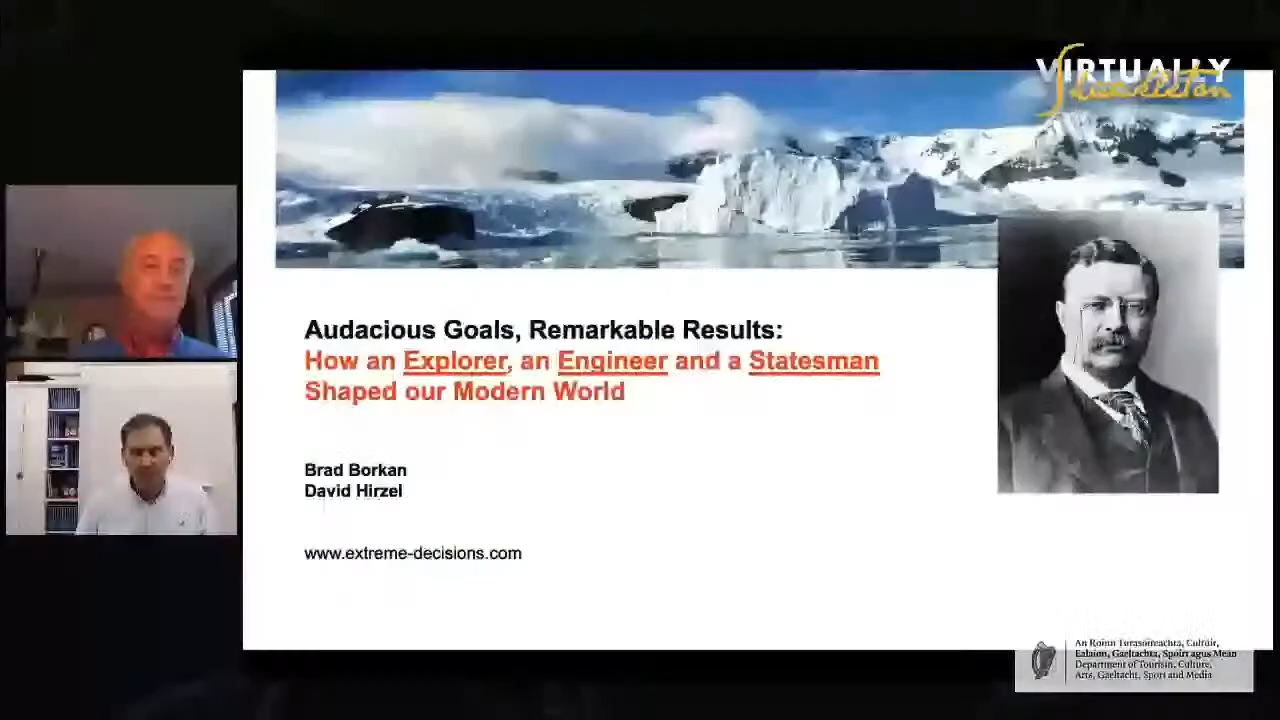 VIRTUALLY
Shackleton
Audacious Goals, Remarkable Results:
How an Explorer, an Engineer and a Statesman
Shaped our Modern World
Brad Borkan
David Hirzel
www.extreme-decisions.com
An Roinn Turasóireachta, Cultúir,
Ealaíon, Gaeltachta, Spóirt agus Meán
Department of Tourism, Culture,
Arts, Gaeltacht, Sport and Media